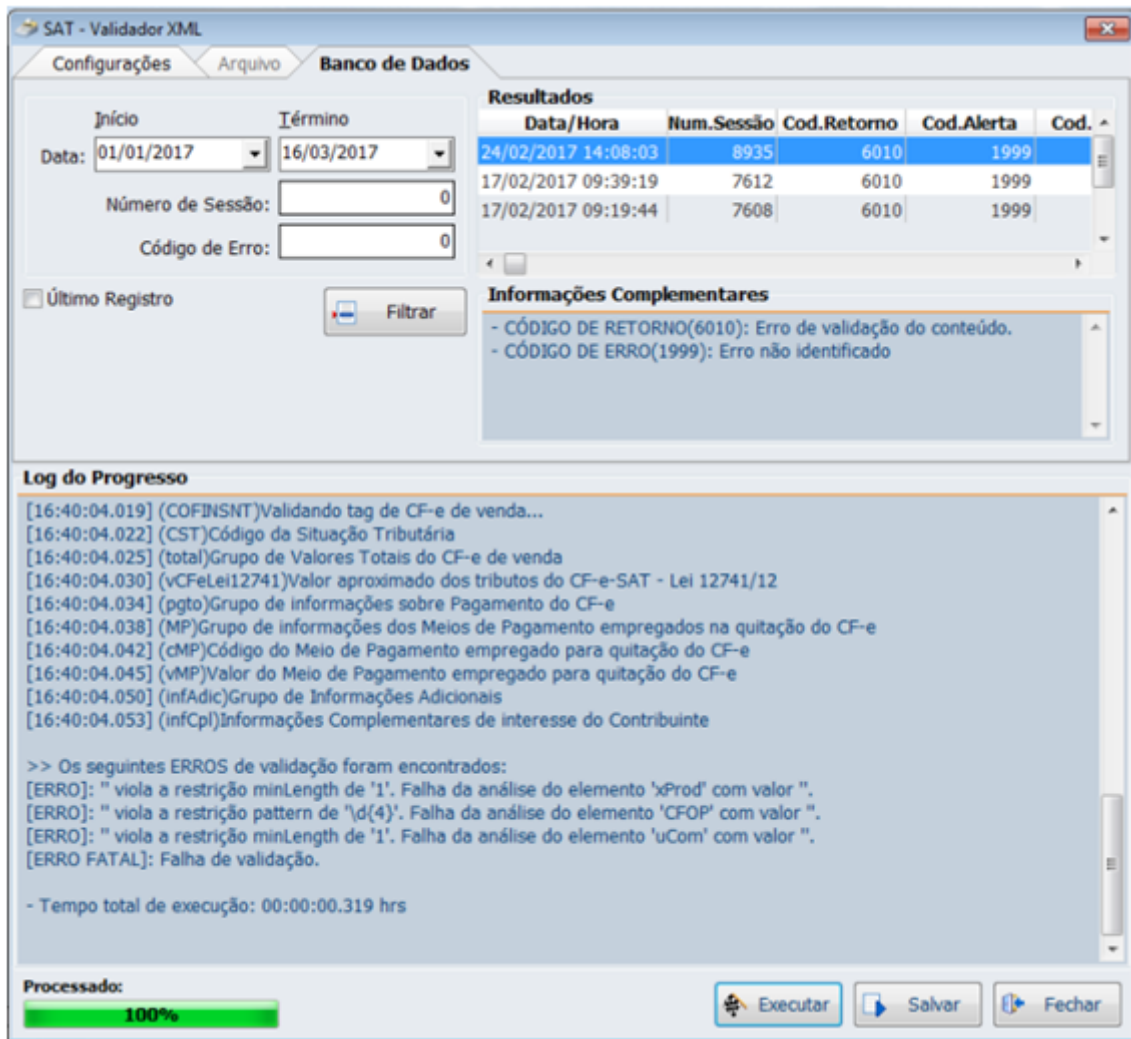 SAT - Validador XML
Configurações Arquivo Banco de Dados
Início Término
Data: 01/01/2017 16/03/2017
Número de Sessão: 0
Código de Erro: 0
Último Registro
Filtrar
Resultados
Data/Hora Num.Sessão Cod.Retorno Cod.Alerta Cod.
24/02/2017 14:08:03 8935 6010 1999
17/02/2017 09:39:19 7612 6010 1999
17/02/2017 09:19:44 7608 6010 1999
Informações Complementares
- CÓDIGO DE RETORNO(6010): Erro de validação do conteúdo.
- CÓDIGO DE ERRO(1999): Erro não identificado
Log do Progresso
[16:40:04.019] (COFINSNT)Validando tag de CF-e de venda...
[16:40:04.022] (CST)Código da Situação Tributária
[16:40:04.025] (total)Grupo de Valores Totais do CF-e de venda
[16:40:04.030] (vCFeLei12741)Valor aproximado dos tributos do CF-e-SAT - Lei 12741/12
[16:40:04.034] (pgto)Grupo de informações sobre Pagamento do CF-e
[16:40:04.038] (MP)Grupo de informações dos Meios de Pagamento empregados na quitação do CF-e
[16:40:04.042] (cMP)Código do Meio de Pagamento empregado para quitação do CF-e
[16:40:04.045] (vMP)Valor do Meio de Pagamento empregado para quitação do CF-e
[16:40:04.050] (infAdic)Grupo de Informações Adicionais
[16:40:04.053] (infCpl)Informações Complementares de interesse do Contribuinte
>> Os seguintes ERROS de validação foram encontrados:
[ERRO]: '' viola a restrição minLength de '1'. Falha da análise do elemento 'xProd' com valor ''.
[ERRO]: '' viola a restrição pattern de '\d{4}'. Falha da análise do elemento 'CFOP' com valor ''.
[ERRO]: '' viola a restrição minLength de '1'. Falha da análise do elemento 'uCom' com valor ''.
[ERRO FATAL]: Falha de validação.
- Tempo total de execução: 00:00:00.319 hrs
Processado:
100%
Executar Salvar Fechar